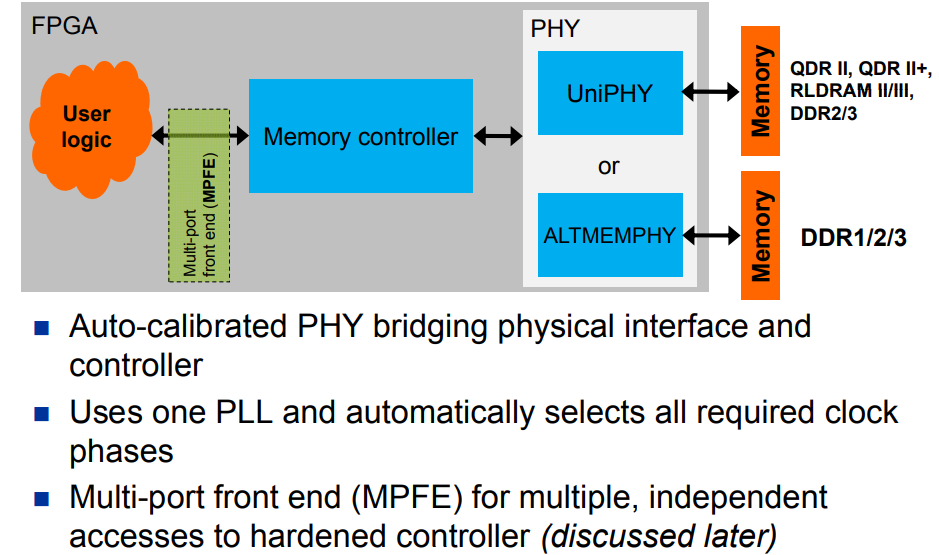 FPGA
PHY
User
logic
Multi-port
front end (MPFE)
Memory controller
UniPHY
or
ALTMEMPHY
Memory
QDR II, QDR II+,
RLDRAM II/III,
DDR2/3
Memory
DDR1/2/3
■ Auto-calibrated PHY bridging physical interface and
controller
■ Uses one PLL and automatically selects all required clock
phases
■ Multi-port front end (MPFE) for multiple, independent
accesses to hardened controller (discussed later)